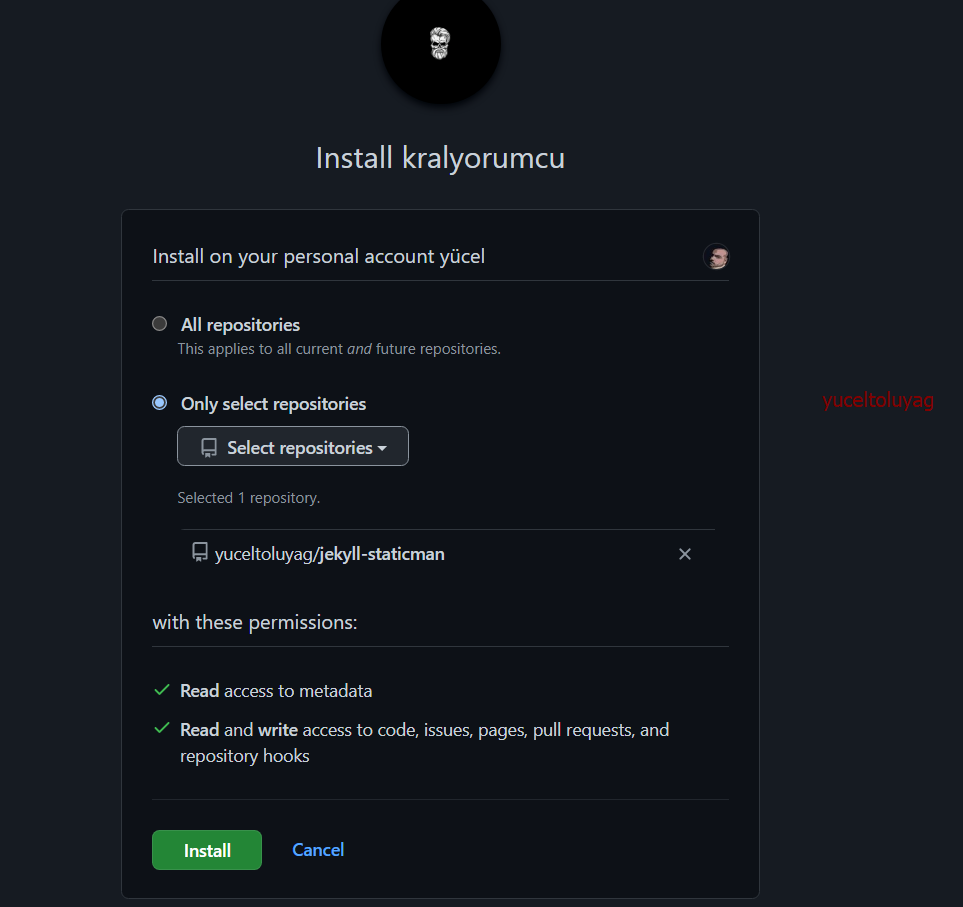 Install kralyorumcu
Install on your personal account yücel
All repositories
This applies to all current and future repositories.
Only select repositories
yuceltoluyag
Select repositories
Selected 1 repository.
yuceltoluyag/jekyll-staticman
with these permissions:
Read access to metadata
Read and write access to code, issues, pages, pull requests, and
repository hooks
Install
Cancel